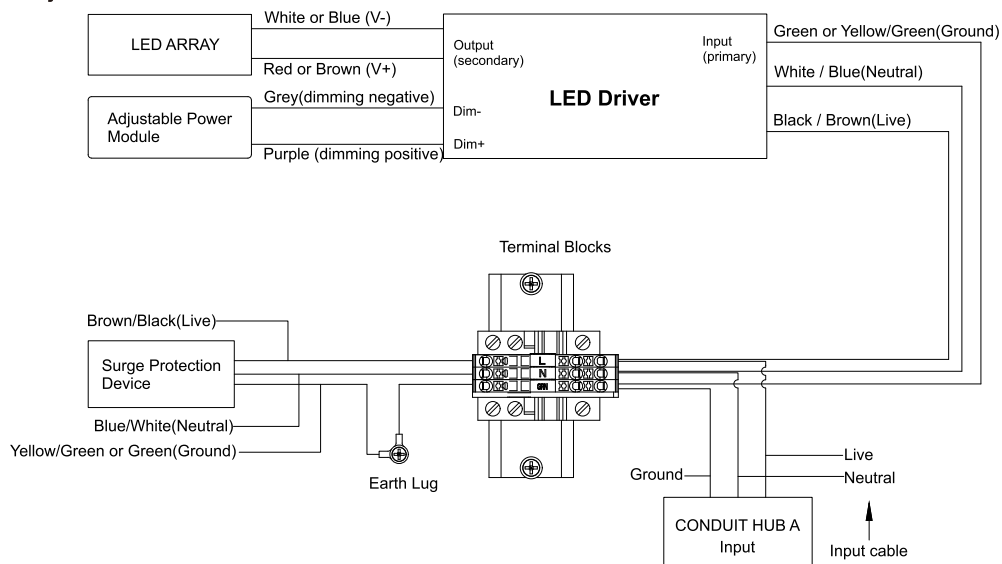 White or Blue (V-)
LED ARRAY
Red or Brown (V+)
Grey(dimming negative)
Adjustable Power
Module
Purple (dimming positive)
Output
(secondary)
Dim-
Dim+
LED Driver
Input
(primary)
Green or Yellow/Green(Ground)
White / Blue(Neutral)
Black / Brown(Live)
Terminal Blocks
L
N
GRN
Brown/Black(Live)
Surge Protection
Device
Blue/White(Neutral)
Yellow/Green or Green(Ground)
Earth Lug
Ground
Live
Neutral
CONDUIT HUB A
Input
Input cable